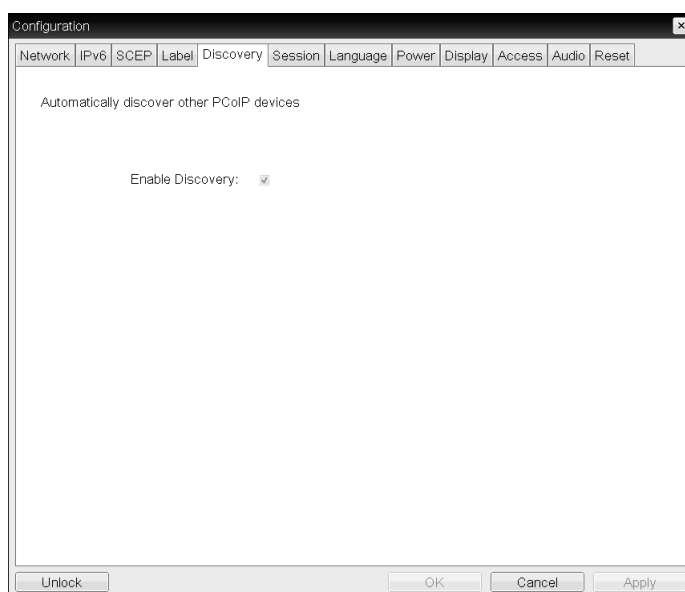 Configuration
Network IPv6 SCEP Label Discovery Session Language Power Display Access Audio Reset
Automatically discover other PCoIP devices
Enable Discovery:
Unlock OK Cancel Apply